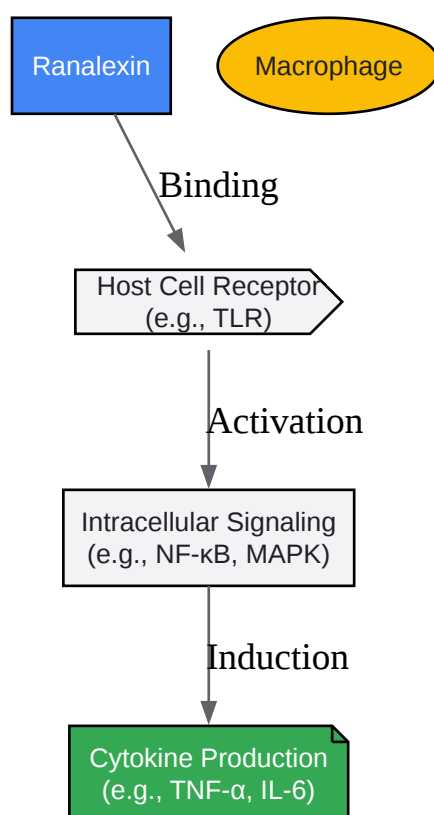 Ranalexin
Macrophage
Binding
Host Cell Receptor
(e.g., TLR)
Activation
Intracellular Signaling
(e.g., NF-κB, MAPK)
Induction
Cytokine Production
(e.g., TNF-α, IL-6)